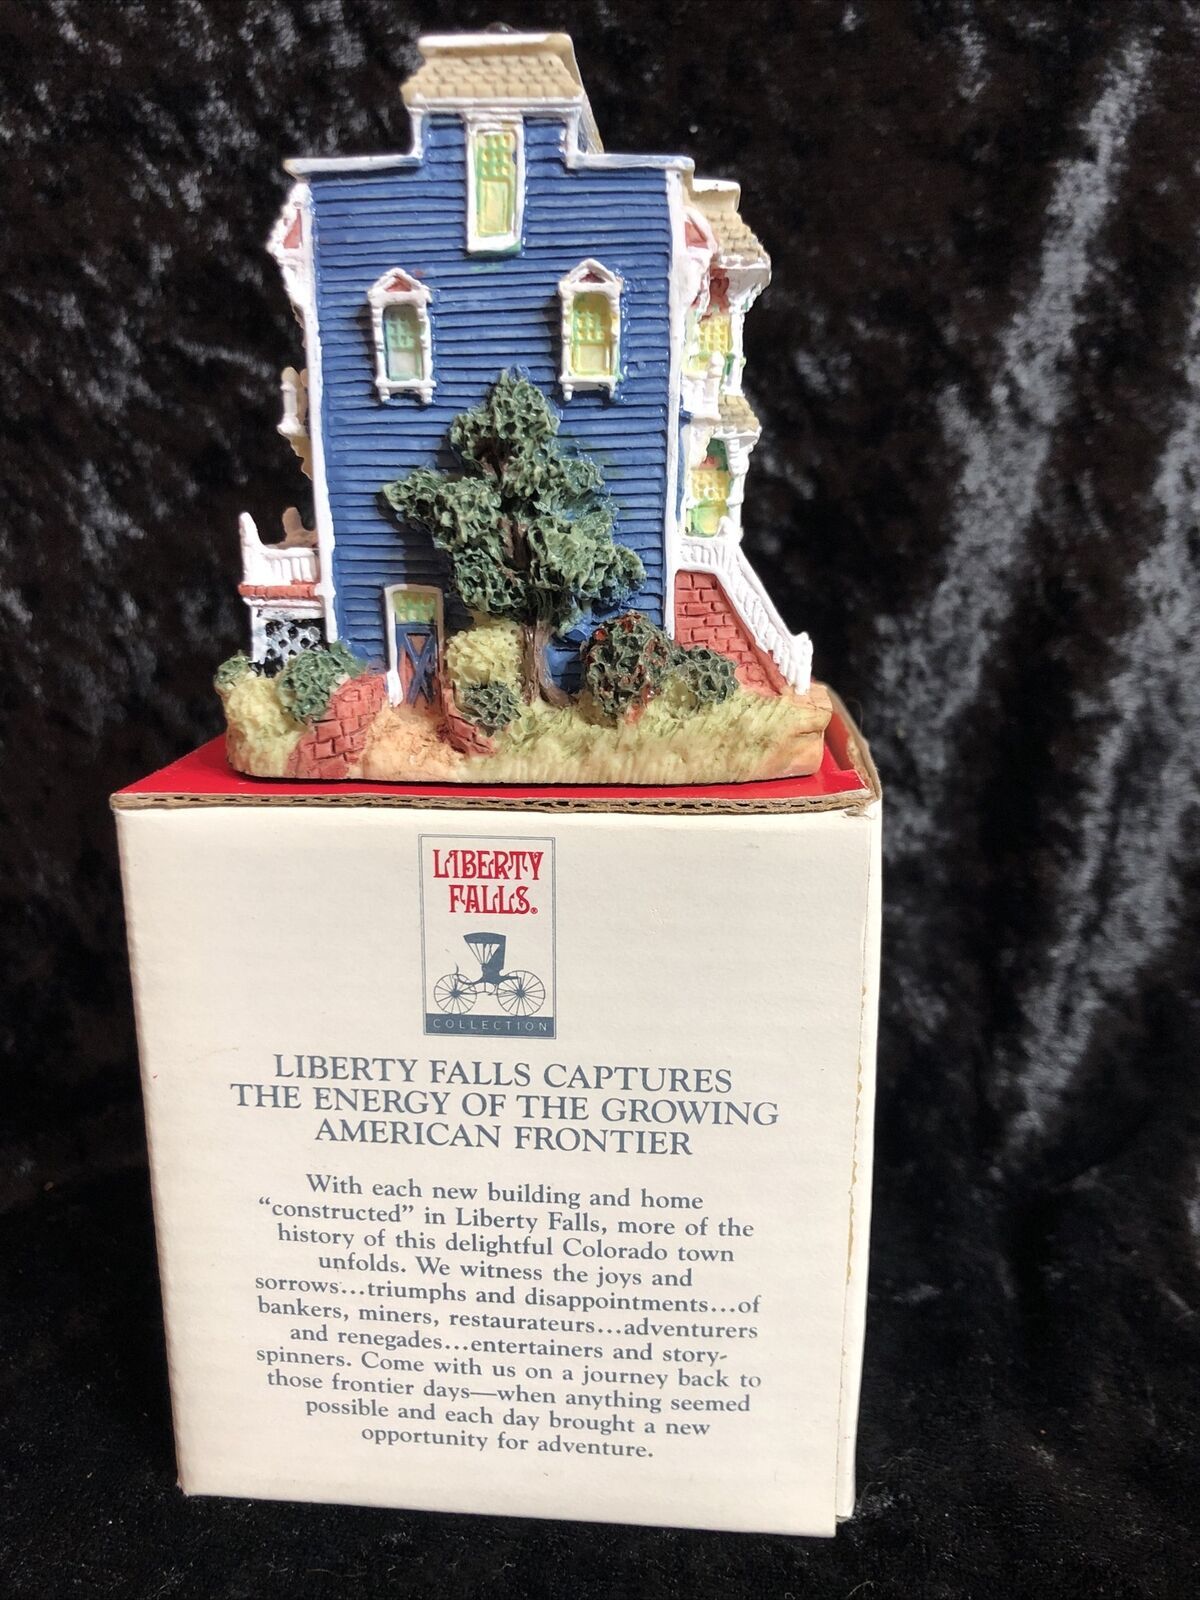 LIBERTY
FALLS®
COLLECTION
LIBERTY FALLS CAPTURES
THE ENERGY OF THE GROWING
AMERICAN FRONTIER
With each new building and home
“constructed” in Liberty Falls, more of the
history of this delightful Colorado town
unfolds. We witness the joys and
sorrows...triumphs and disappointments...of
bankers, miners, restaurateurs...adventurers
and renegades...entertainers and story-
spinners. Come with us on a journey back to
those frontier days—when anything seemed
possible and each day brought a new
opportunity for adventure.